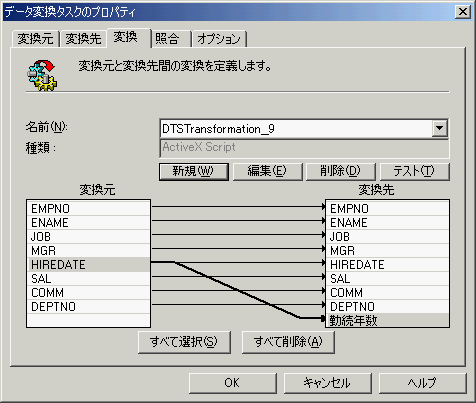 データ変換タスクのプロパティ
変換元 変換先 変換 照合 オプション
変換元と変換先間の変換を定義します。
名前(N): DTSTransformation_9
種類: ActiveX Script
新規(W) 編集(E) 削除(D) テスト(T)
変換元 変換先
EMPNO EMPNO
ENAME ENAME
JOB JOB
MGR MGR
HIREDATE HIREDATE
SAL SAL
COMM COMM
DEPTNO DEPTNO
勤続年数
すべて選択(S) すべて削除(A)
OK キャンセル ヘルプ